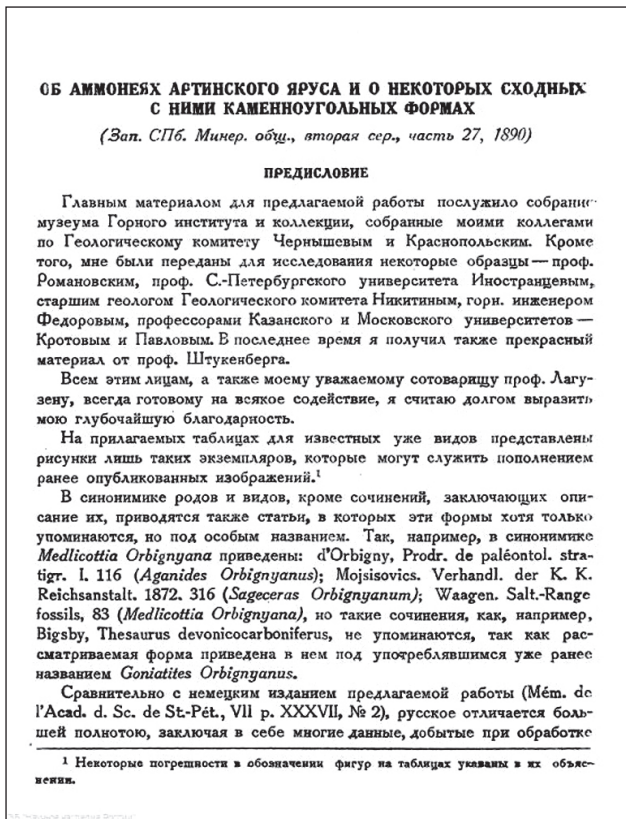 ОБ АММОНЕЯХ АРТИНСКОГО ЯРУСА И О НЕКОТОРЫХ СХОДНЫХ
С НИМИ КАМЕННОУГОЛЬНЫХ ФОРМАХ
(Зап. СПб. Минер. общ., вторая сер., часть 27, 1890)
ПРЕДИСЛОВИЕ
Главным материалом для предлагаемой работы послужило собрание
музеума Горного института и коллекции, собранные моими коллегами
по Геологическому комитету Чернышевым и Краснопольским. Кроме
того, мне были переданы для исследования некоторые образцы — проф.
Романовским, проф. С.-Петербургского университета Иностранцевым,
старшим геологом Геологического комитета Никитиным, горн. инженером
Федоровым, профессорами Казанского и Московского университетов —
Кротовым и Павловым. В последнее время я получил также прекрасный
материал от проф. Штукенберга.
Всем этим лицам, а также моему уважаемому сотоварищу проф. Лагу-
зену, всегда готовому на всякое содействие, я считаю долгом выразить
мою глубочайшую благодарность.
На прилагаемых таблицах для известных уже видов представлены
рисунки лишь таких экземпляров, которые могут служить пополнением
ранее опубликованных изображений.¹
В синонимике родов и видов, кроме сочинений, заключающих опи-
сание их, приводятся также статьи, в которых эти формы хотя только
упоминаются, но под особым названием. Так, например, в синонимике
Medlicottia Orbignyana приведены: d'Orbigny, Prodr. de paléontol. stra-
tigr. I. 116 (Aganides Orbignyanus); Mojsisovics. Verhandl. der K. K.
Reichsanstalt. 1872. 316 (Sageceras Orbignyanum); Waagen. Salt.-Range
fossils, 83 (Medlicottia Orbignyana), но такие сочинения, как, например,
Bigsby, Thesaurus devonicocarboniferus, не упоминаются, так как рас-
сматриваемая форма приведена в нем под употреблявшимся уже ранее
названием Goniatites Orbignyanus.
Сравнительно с немецким изданием предлагаемой работы (Mém. de
l'Acad. d. Sc. de St.-Pét., VII p. XXXVII, № 2), русское отличается боль-
шей полнотою, заключая в себе многие данные, добытые при обработке
¹ Некоторые погрешности в обозначении фигур на таблицах указаны в их объяс-
нении.